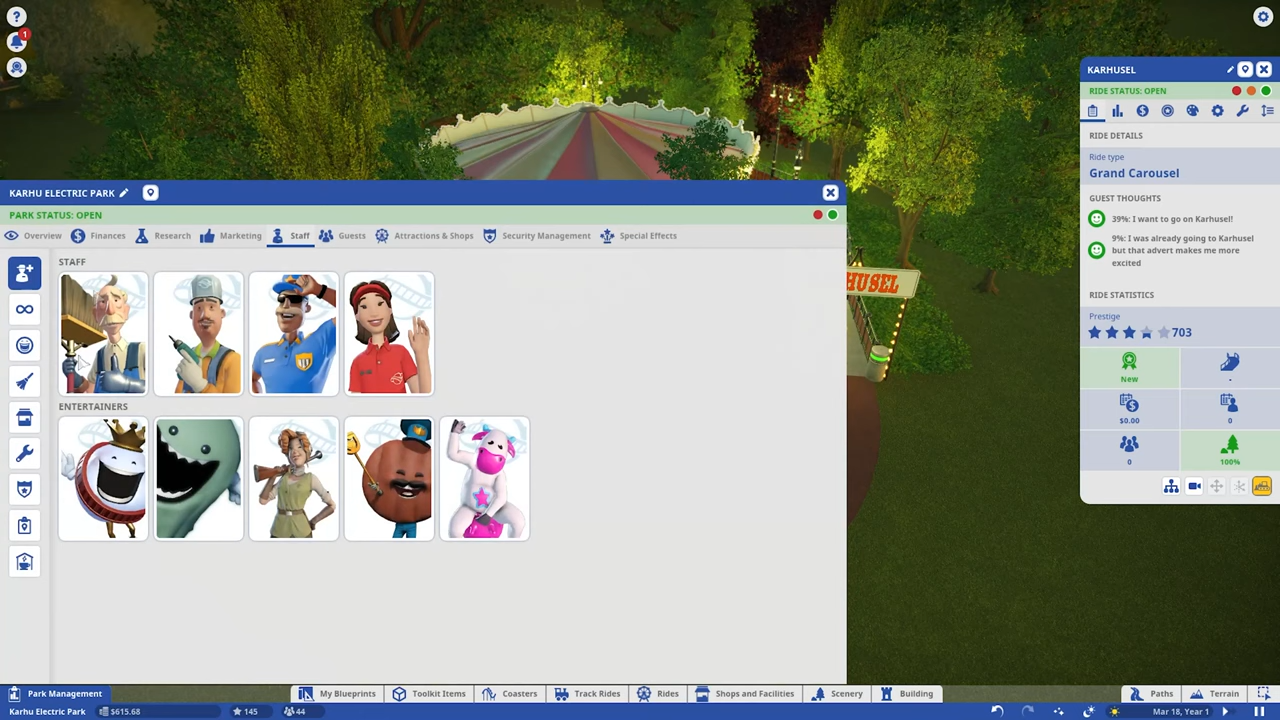 ?
1
KARHU ELECTRIC PARK
PARK STATUS: OPEN
Overview Finances Research Marketing Staff Guests Attractions & Shops Security Management Special Effects
STAFF
ENTERTAINERS
HUSEL
KARHUSEL
RIDE STATUS: OPEN
RIDE DETAILS
Ride type
Grand Carousel
GUEST THOUGHTS
39%: I want to go on Karhusel!
9%: I was already going to Karhusel
but that advert makes me more
excited
RIDE STATISTICS
Prestige
703
New -
$0.00 0
0 100%
Park Management My Blueprints Toolkit Items Coasters Track Rides Rides Shops and Facilities Scenery Building Paths Terrain
Karhu Electric Park $615.68 145 44 Mar 18, Year 1